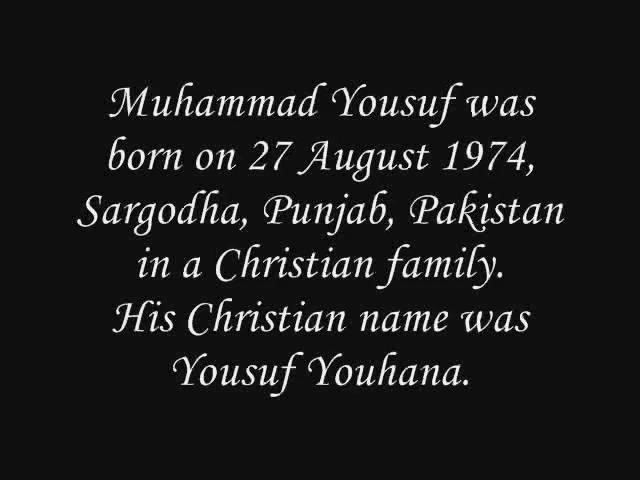 Muhammad Yousuf was
born on 27 August 1974,
Sargodha, Punjab, Pakistan
in a Christian family.
His Christian name was
Yousuf Youhana.